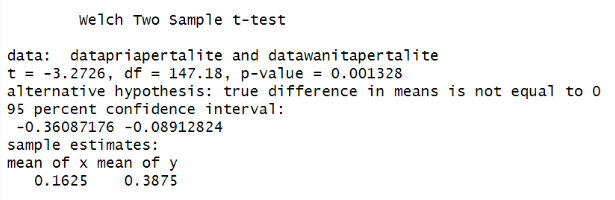 Welch Two Sample t-test
data:  datapriapertalite and datawanitapertalite
t = -3.2726, df = 147.18, p-value = 0.001328
alternative hypothesis: true difference in means is not equal to 0
95 percent confidence interval:
 -0.36087176 -0.08912824
sample estimates:
mean of x mean of y
   0.1625    0.3875